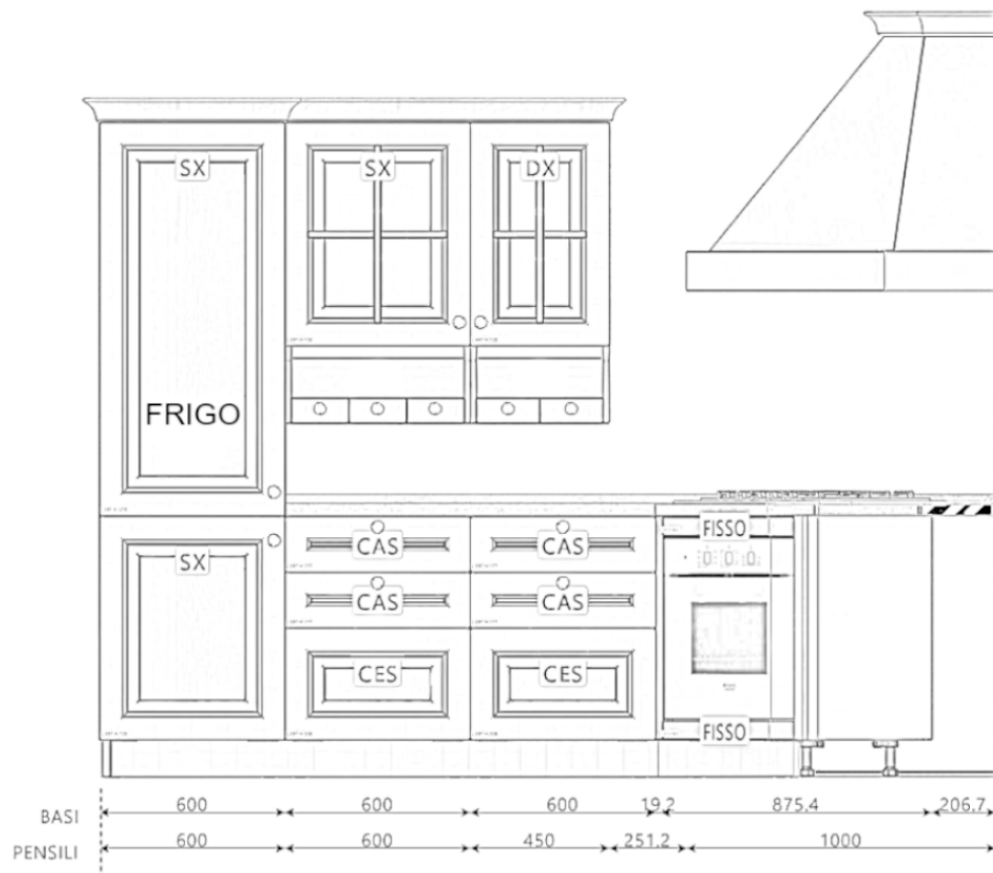 SX SX DX
FRIGO
SX
CAS CAS FISSO
CAS CAS
CES CES
FISSO
BASI 600 600 600 19.2 875.4 206.7
PENSILI 600 600 450 251.2 1000